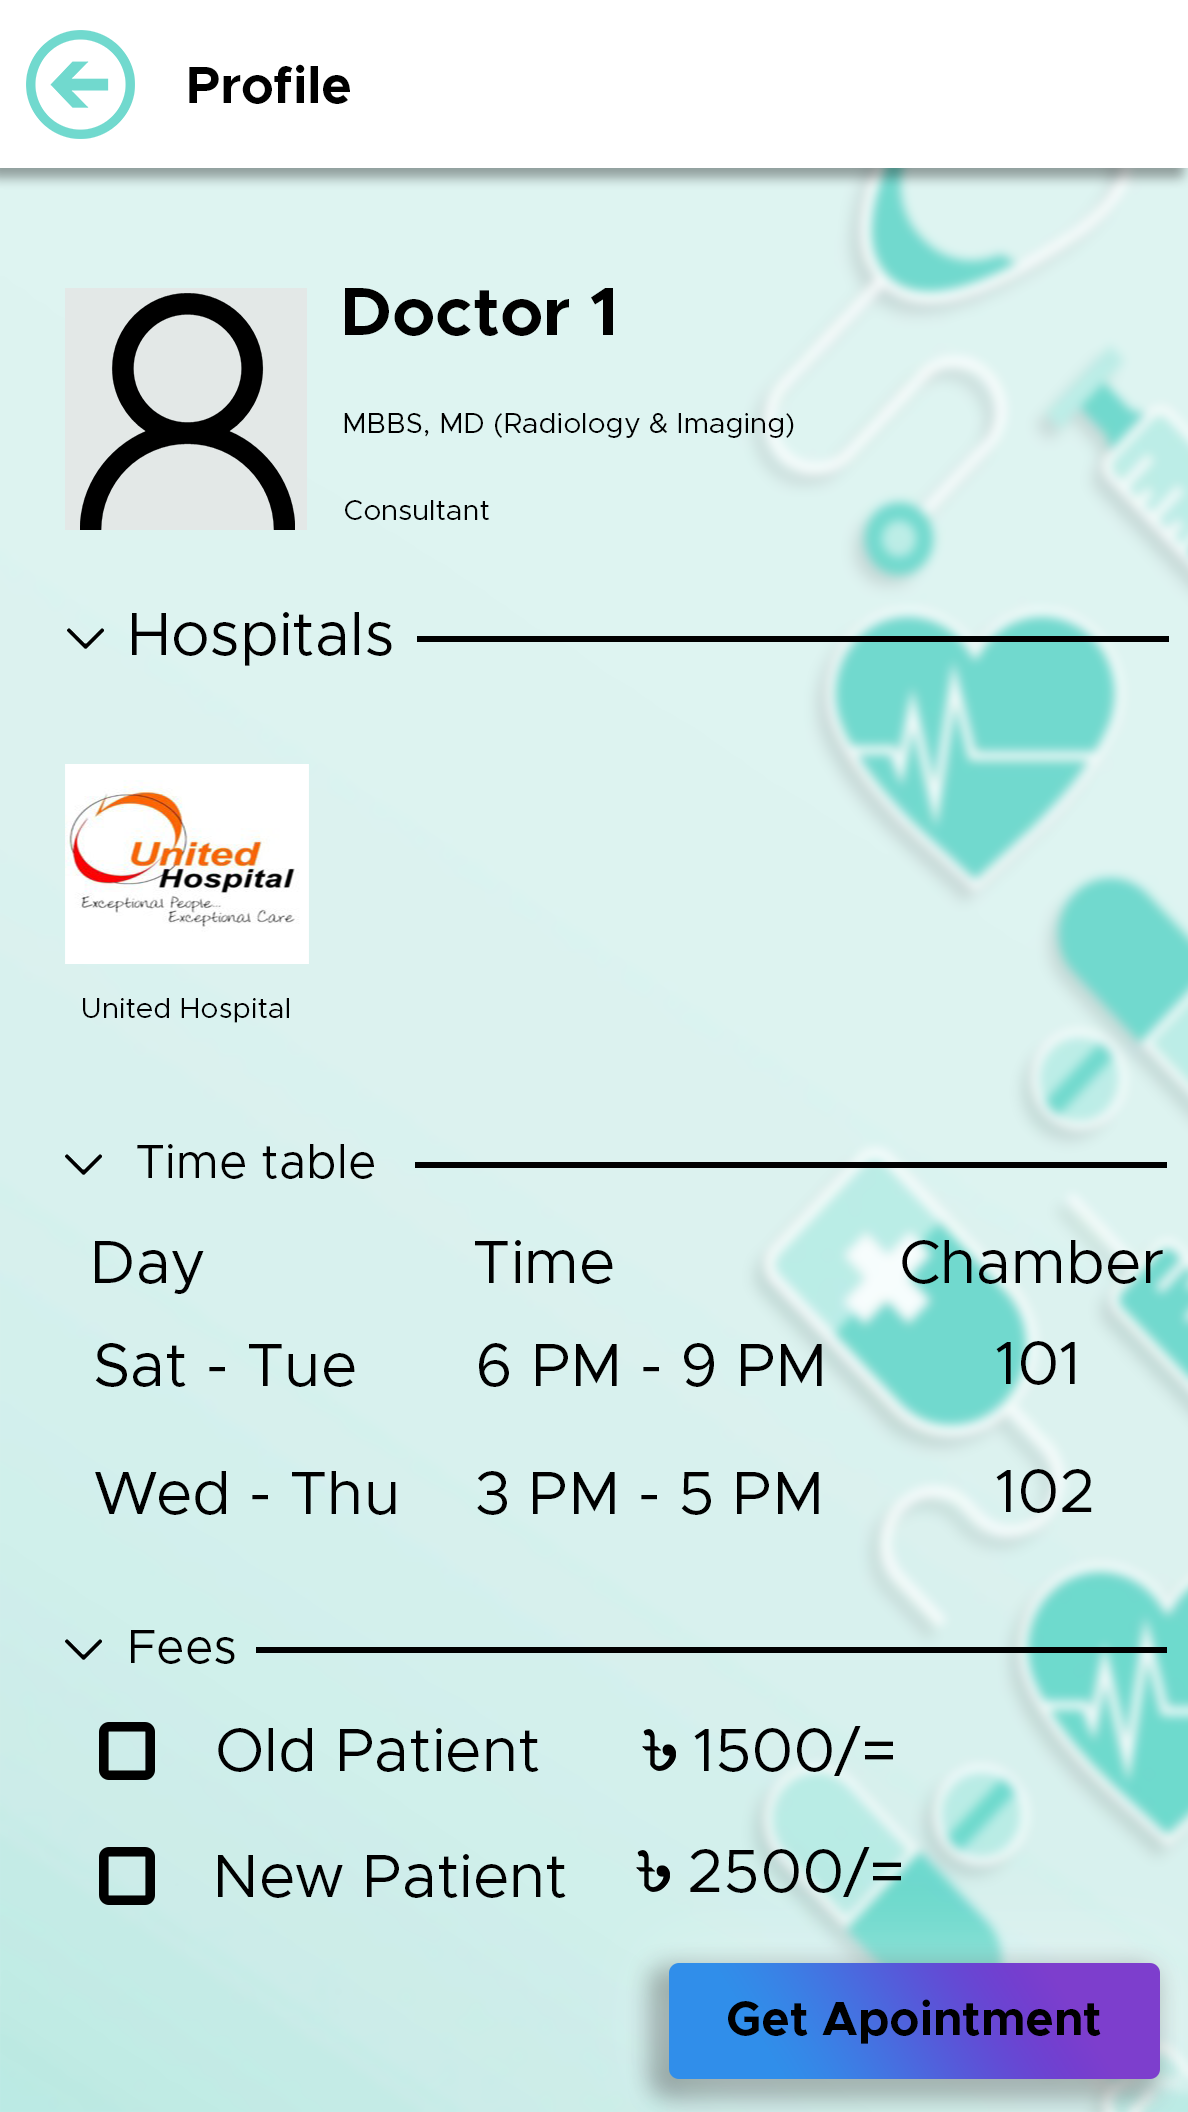 Profile
Doctor 1
MBBS, MD (Radiology & Imaging)
Consultant
Hospitals
United
Hospital
Exceptional People...
Exceptional Care
United Hospital
Time table
Day Time Chamber
Sat - Tue 6 PM - 9 PM 101
Wed - Thu 3 PM - 5 PM 102
Fees
Old Patient ৳ 1500/=
New Patient ৳ 2500/=
Get Apointment